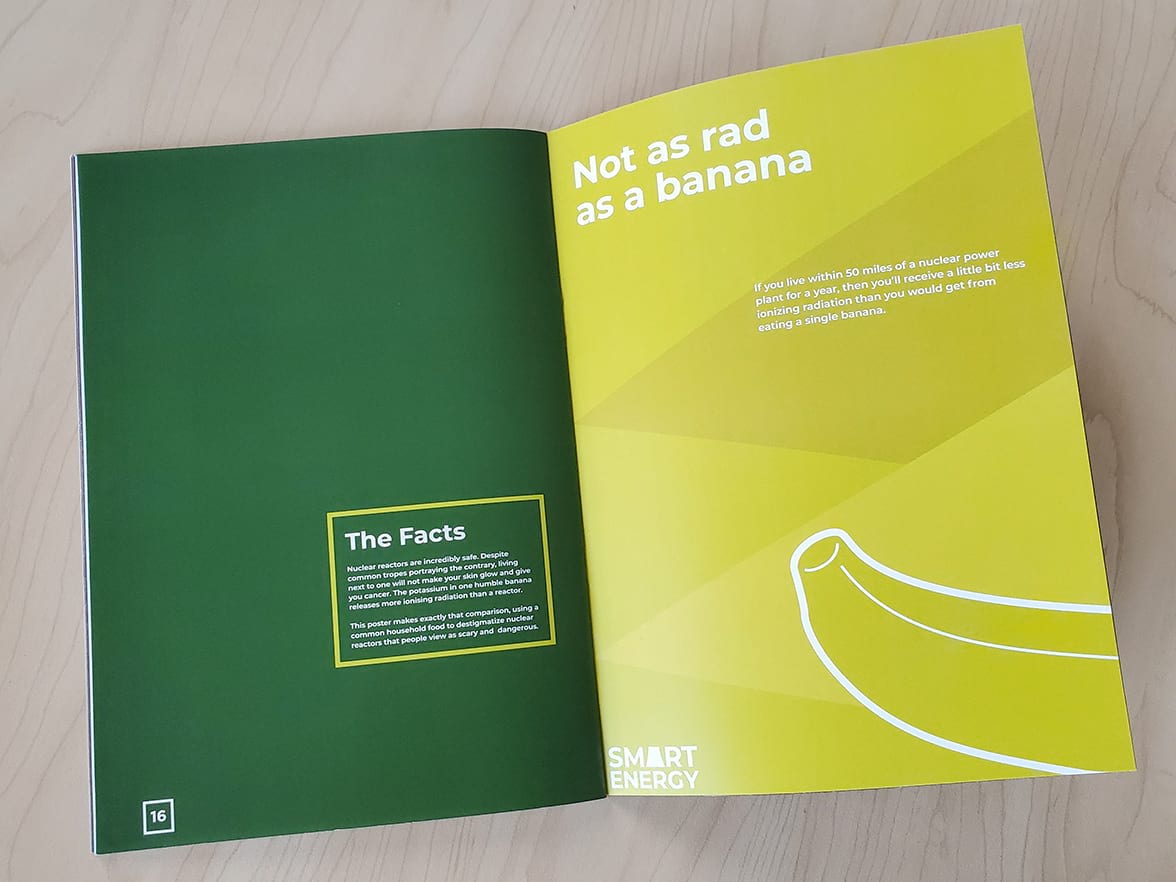 The Facts
Nuclear reactors are incredibly safe. Despite
common tropes portraying the contrary, living
next to one will not make your skin glow and give
you cancer. The potassium in one humble banana
releases more ionising radiation than a reactor.
This poster makes exactly that comparison, using a
common household food to destigmatize nuclear
reactors that people view as scary and dangerous.
16
Not as rad
as a banana
If you live within 50 miles of a nuclear power
plant for a year, then you'll receive a little bit less
ionizing radiation than you would get from
eating a single banana.
SMART
ENERGY